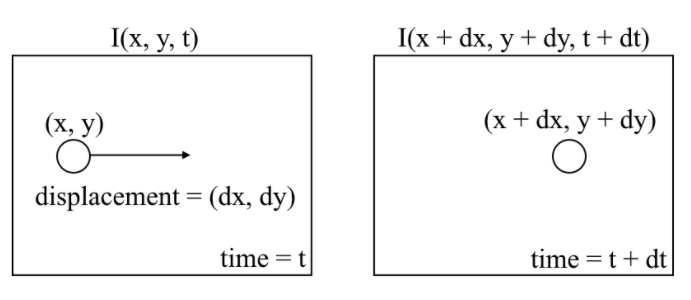 I(x, y, t)
(x, y)
displacement = (dx, dy)
time = t
I(x + dx, y + dy, t + dt)
(x + dx, y + dy)
time = t + dt